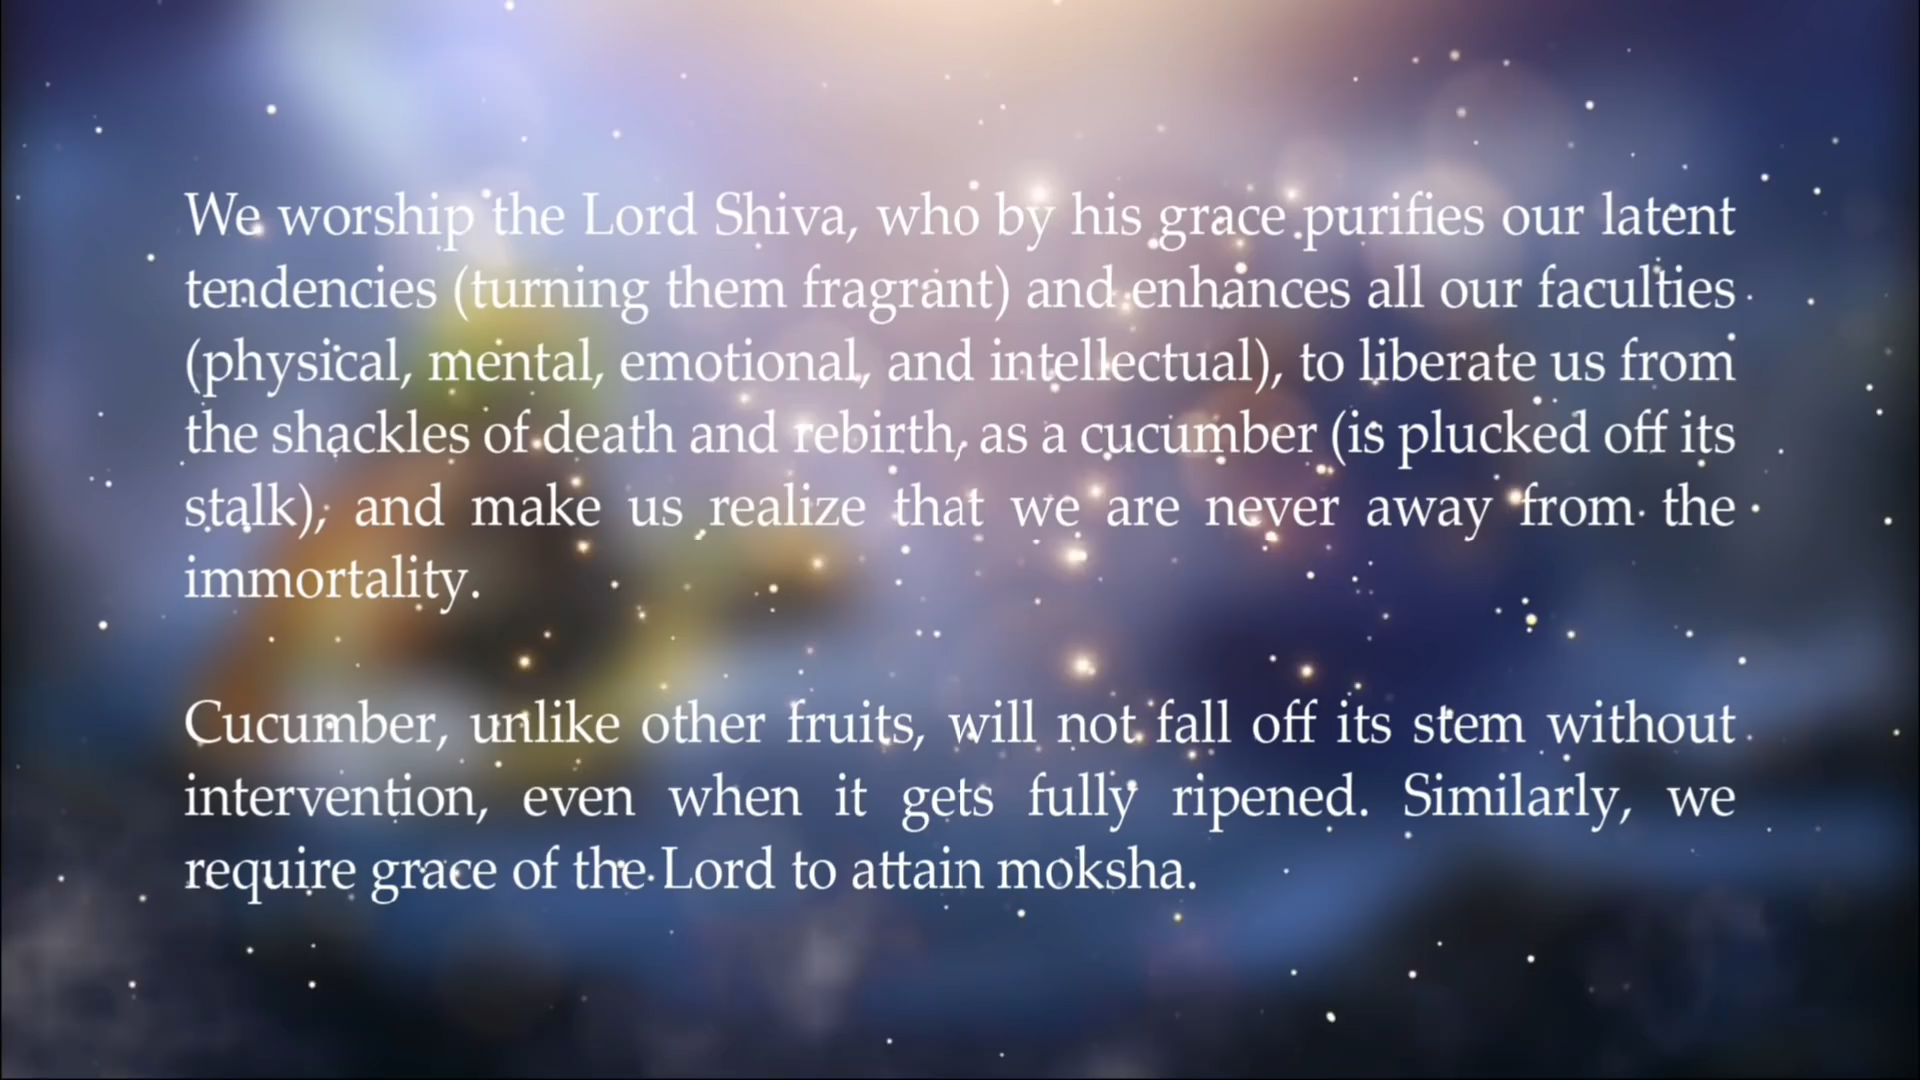 We worship the Lord Shiva, who by his grace purifies our latent
tendencies (turning them fragrant) and enhances all our faculties
(physical, mental, emotional, and intellectual), to liberate us from
the shackles of death and rebirth, as a cucumber (is plucked off its
stalk), and make us realize that we are never away from the
immortality.
Cucumber, unlike other fruits, will not fall off its stem without
intervention, even when it gets fully ripened. Similarly, we
require grace of the Lord to attain moksha.